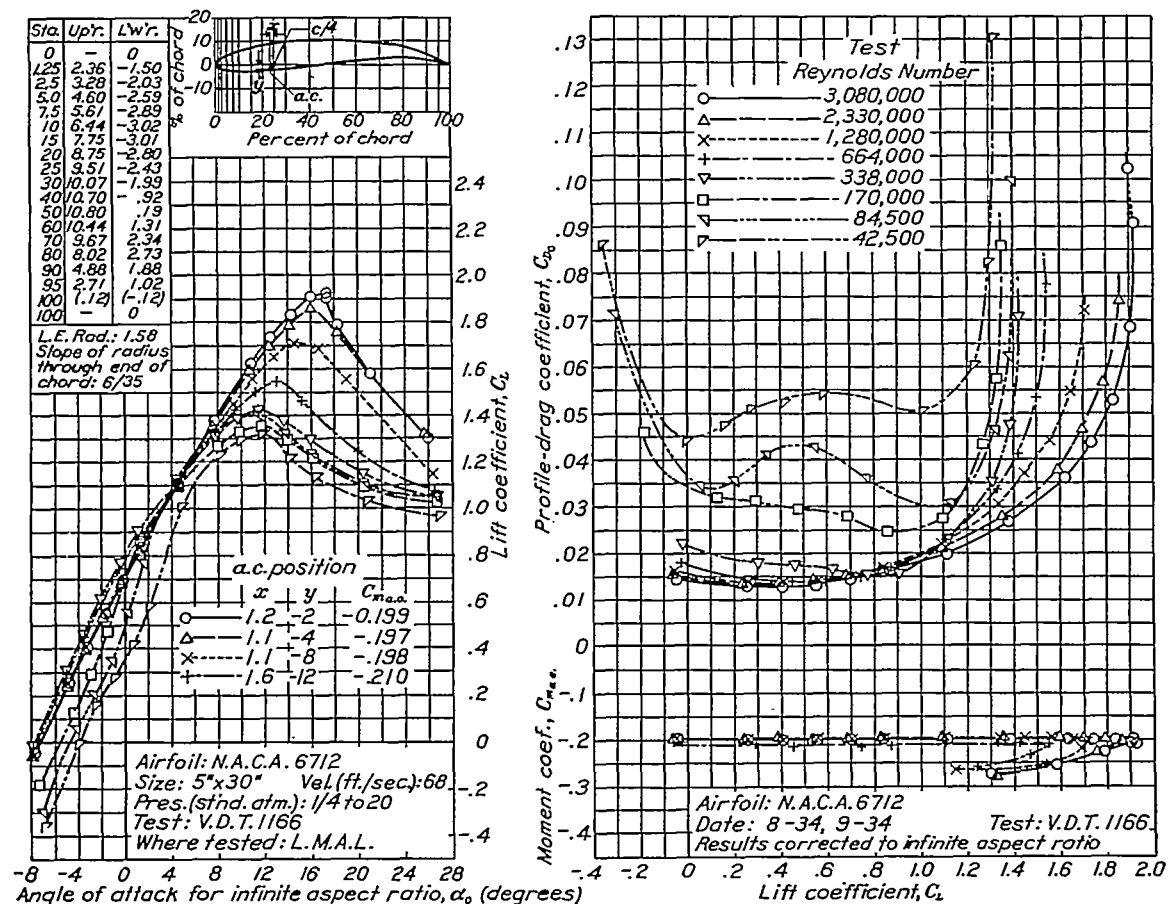 Sta. Up'r. L'w'r.
0 - 0
1.25 2.36 -1.50
2.5 3.28 -2.03
5.0 4.60 -2.59
7.5 5.61 -2.89
10 6.44 -3.02
15 7.75 -3.01
20 8.75 -2.80
25 9.51 -2.43
30 10.07 -1.99
40 10.70 -.92
50 10.80 .19
60 10.44 1.31
70 9.67 2.34
80 8.02 2.73
90 4.88 1.88
95 2.71 1.02
100 (.12) (-.12)
100 - 0
L.E. Rad.: 1.58
Slope of radius
through end of
chord: 6/35
% of chord
20
10
0
-10
x
c/4
y
a.c.
0 20 40 60 80 100
Percent of chord
2.4
2.2
2.0
1.8
1.6
1.4
1.2
1.0
.8
.6
.4
.2
0
-.2
-.4
Lift coefficient, C_L
a.c. position
x y C_m a.c.
1.2 -2 -0.199
1.1 -4 -.197
1.1 -8 -.198
1.6 -12 -.210
Airfoil: N.A.C.A. 6712
Size: 5"x30" Vel.(ft./sec.): 68
Pres.(st'nd. atm.): 1/4 to 20
Test: V.D.T. 1166
Where tested: L.M.A.L.
-8 -4 0 4 8 12 16 20 24 28
Angle of attack for infinite aspect ratio, α₀ (degrees)
.13
.12
.11
.10
.09
.08
.07
.06
.05
.04
.03
.02
.01
0
Profile-drag coefficient, C_D₀
Test
Reynolds Number
3,080,000
2,330,000
1,280,000
664,000
338,000
170,000
84,500
42,500
-.1
-.2
-.3
-.4
Moment coef., C_m a.c.
Airfoil: N.A.C.A. 6712
Date: 8-34, 9-34 Test: V.D.T. 1166.
Results corrected to infinite aspect ratio
-.4 -.2 0 .2 .4 .6 .8 1.0 1.2 1.4 1.6 1.8 2.0
Lift coefficient, C_L